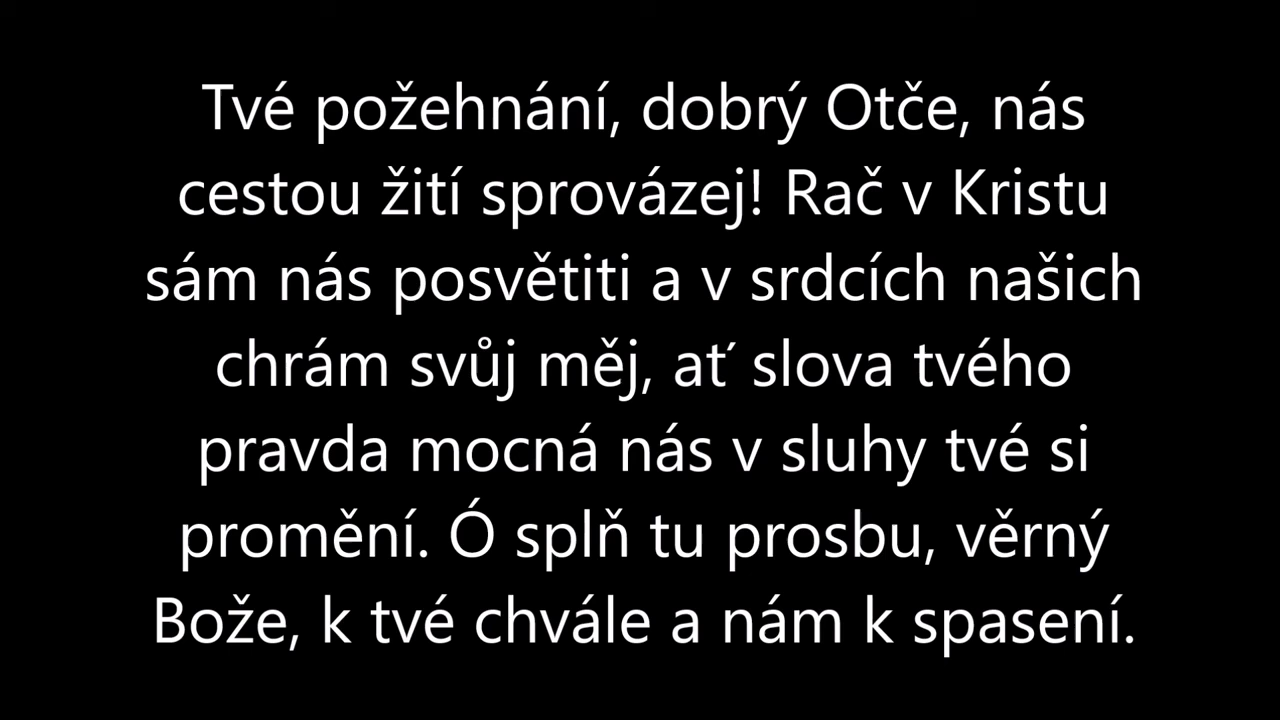 Tvé požehnání, dobrý Otče, nás
cestou žití sprovázej! Rač v Kristu
sám nás posvětiti a v srdcích našich
chrám svůj měj, ať slova tvého
pravda mocná nás v sluhy tvé si
promění. Ó splň tu prosbu, věrný
Bože, k tvé chvále a nám k spasení.